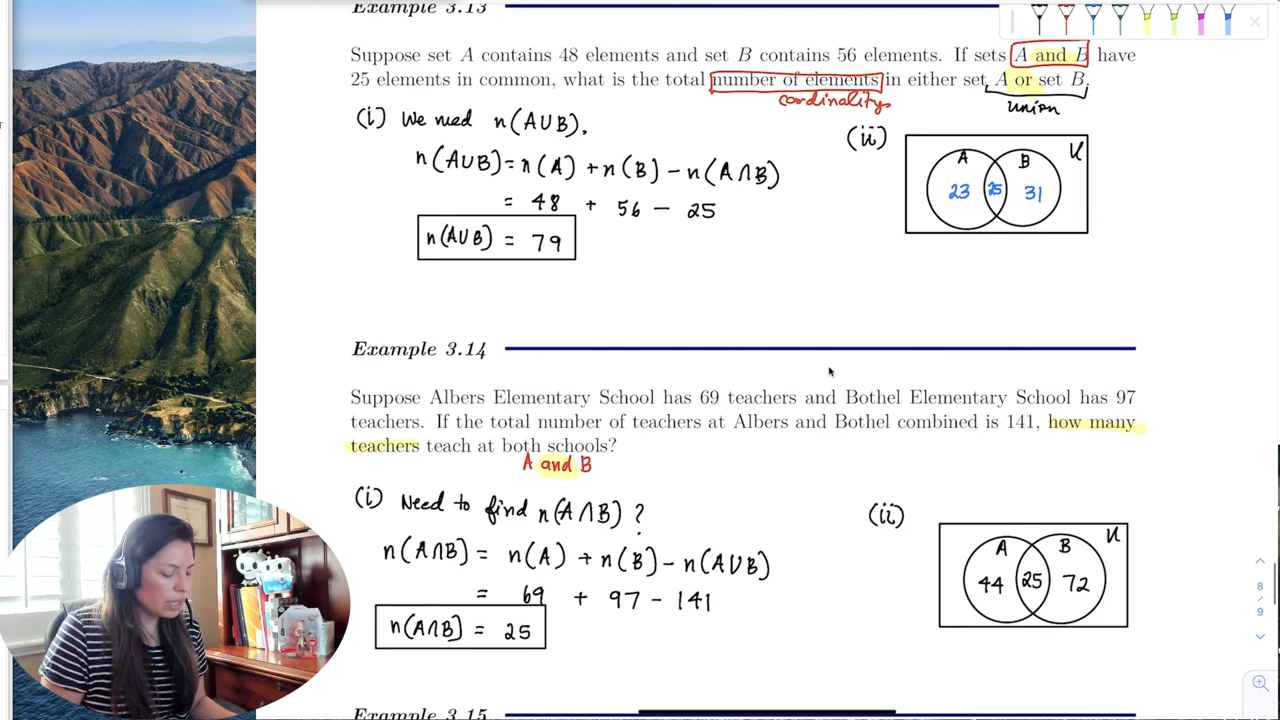 Example 3.13
Suppose set A contains 48 elements and set B contains 56 elements. If sets A and B have
25 elements in common, what is the total number of elements in either set A or set B.
cardinality
union
(i) We need n(A∪B).
n(A∪B) = n(A) + n(B) - n(A∩B)
= 48 + 56 - 25
n(A∪B) = 79
(ii)
A B U
23 25 31
Example 3.14
Suppose Albers Elementary School has 69 teachers and Bothel Elementary School has 97
teachers. If the total number of teachers at Albers and Bothel combined is 141, how many
teachers teach at both schools?
A and B
(i) Need to find n(A∩B) ?
n(A∩B) = n(A) + n(B) - n(A∪B)
= 69 + 97 - 141
n(A∩B) = 25
(ii)
A B U
44 25 72
8
/
9
Example 3.15